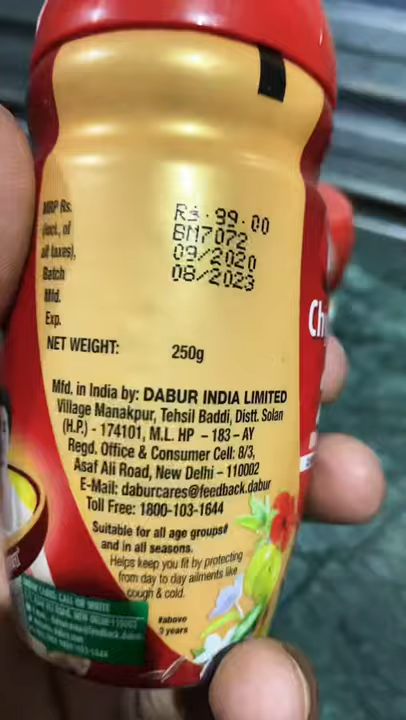 MRP Rs.
(incl. of
all taxes),
Batch
Mfd.
Exp.
Rs.99.00
BM7072
09/2020
08/2023
NET WEIGHT: 250g
Ch
Mfd. in India by: DABUR INDIA LIMITED
Village Manakpur, Tehsil Baddi, Distt. Solan
(H.P.) - 174101, M.L. HP - 183 - AY
Regd. Office & Consumer Cell: 8/3,
Asaf Ali Road, New Delhi - 110002
E-Mail: daburcares@feedback.dabur
Toll Free: 1800-103-1644
Suitable for all age groups#
and in all seasons.
Helps keep you fit by protecting
from day to day ailments like
cough & cold.
#above
3 years
CALL OR WRITE